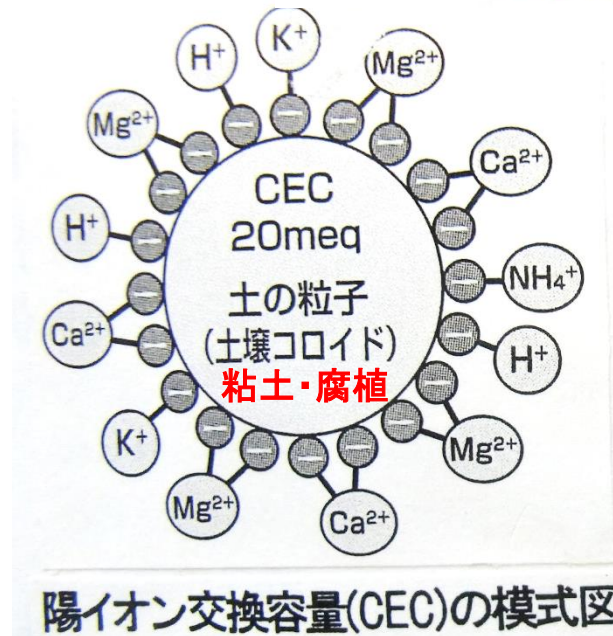 K⁺
H⁺
Mg²⁺
Mg²⁺
Ca²⁺
H⁺
NH₄⁺
Ca²⁺
H⁺
K⁺
Mg²⁺
Mg²⁺
Ca²⁺
CEC
20meq
土の粒子
(土壌コロイド)
粘土・腐植
陽イオン交換容量(CEC)の模式図